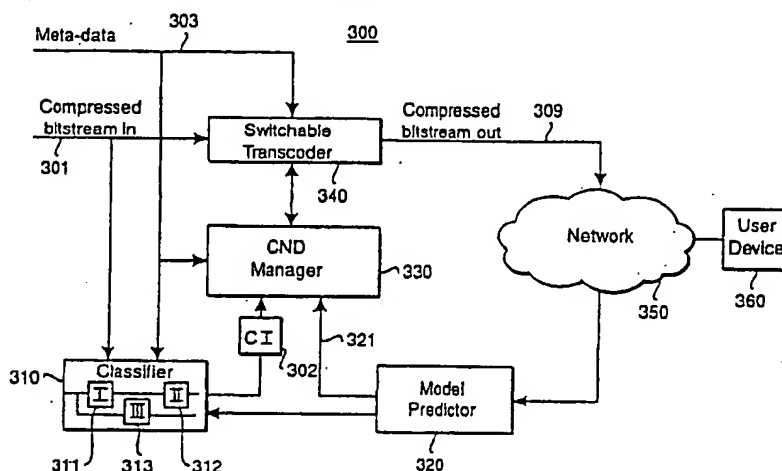 303
300
Meta-data
Compressed
bitstream in
301
Switchable
Transcoder
340
Compressed
bitstream out
309
CND
Manager
330
Network
350
User
Device
360
CI
302
321
310
Classifier
I
II
III
311
313
312
Model
Predictor
320